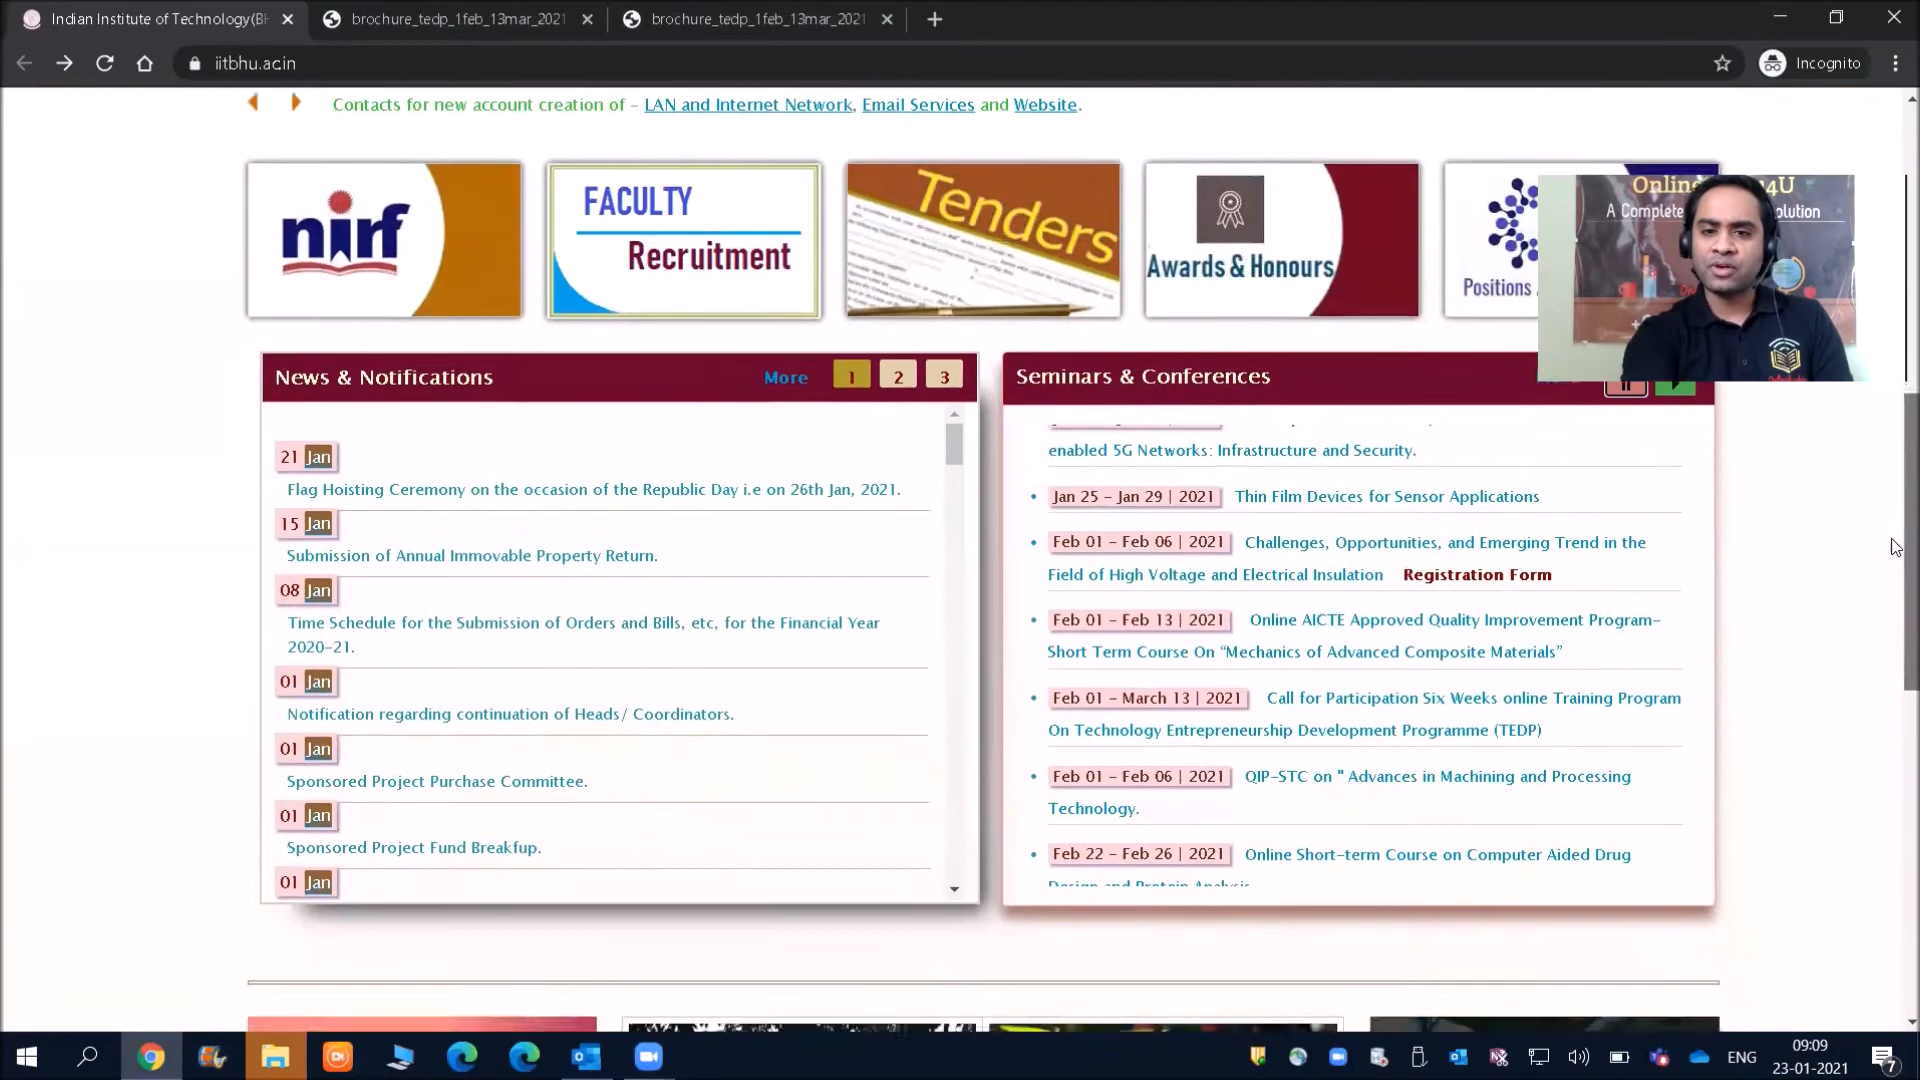 Indian Institute of Technology(BH
brochure_tedp_1feb_13mar_2021
brochure_tedp_1feb_13mar_2021
iitbhu.ac.in
Incognito
Contacts for new account creation of – LAN and Internet Network, Email Services and Website.
nirf
FACULTY
Recruitment
Tenders
Awards & Honours
Positions
Online
4U
A Complete
olution
News & Notifications
More
1
2
3
21 Jan
Flag Hoisting Ceremony on the occasion of the Republic Day i.e on 26th Jan, 2021.
15 Jan
Submission of Annual Immovable Property Return.
08 Jan
Time Schedule for the Submission of Orders and Bills, etc, for the Financial Year
2020–21.
01 Jan
Notification regarding continuation of Heads/ Coordinators.
01 Jan
Sponsored Project Purchase Committee.
01 Jan
Sponsored Project Fund Breakfup.
01 Jan
Seminars & Conferences
enabled 5G Networks: Infrastructure and Security.
Jan 25 – Jan 29 | 2021 Thin Film Devices for Sensor Applications
Feb 01 – Feb 06 | 2021 Challenges, Opportunities, and Emerging Trend in the
Field of High Voltage and Electrical Insulation Registration Form
Feb 01 – Feb 13 | 2021 Online AICTE Approved Quality Improvement Program–
Short Term Course On “Mechanics of Advanced Composite Materials”
Feb 01 – March 13 | 2021 Call for Participation Six Weeks online Training Program
On Technology Entrepreneurship Development Programme (TEDP)
Feb 01 – Feb 06 | 2021 QIP–STC on " Advances in Machining and Processing
Technology.
Feb 22 – Feb 26 | 2021 Online Short–term Course on Computer Aided Drug
Design and Protein Analysis
ENG
09:09
23-01-2021
7